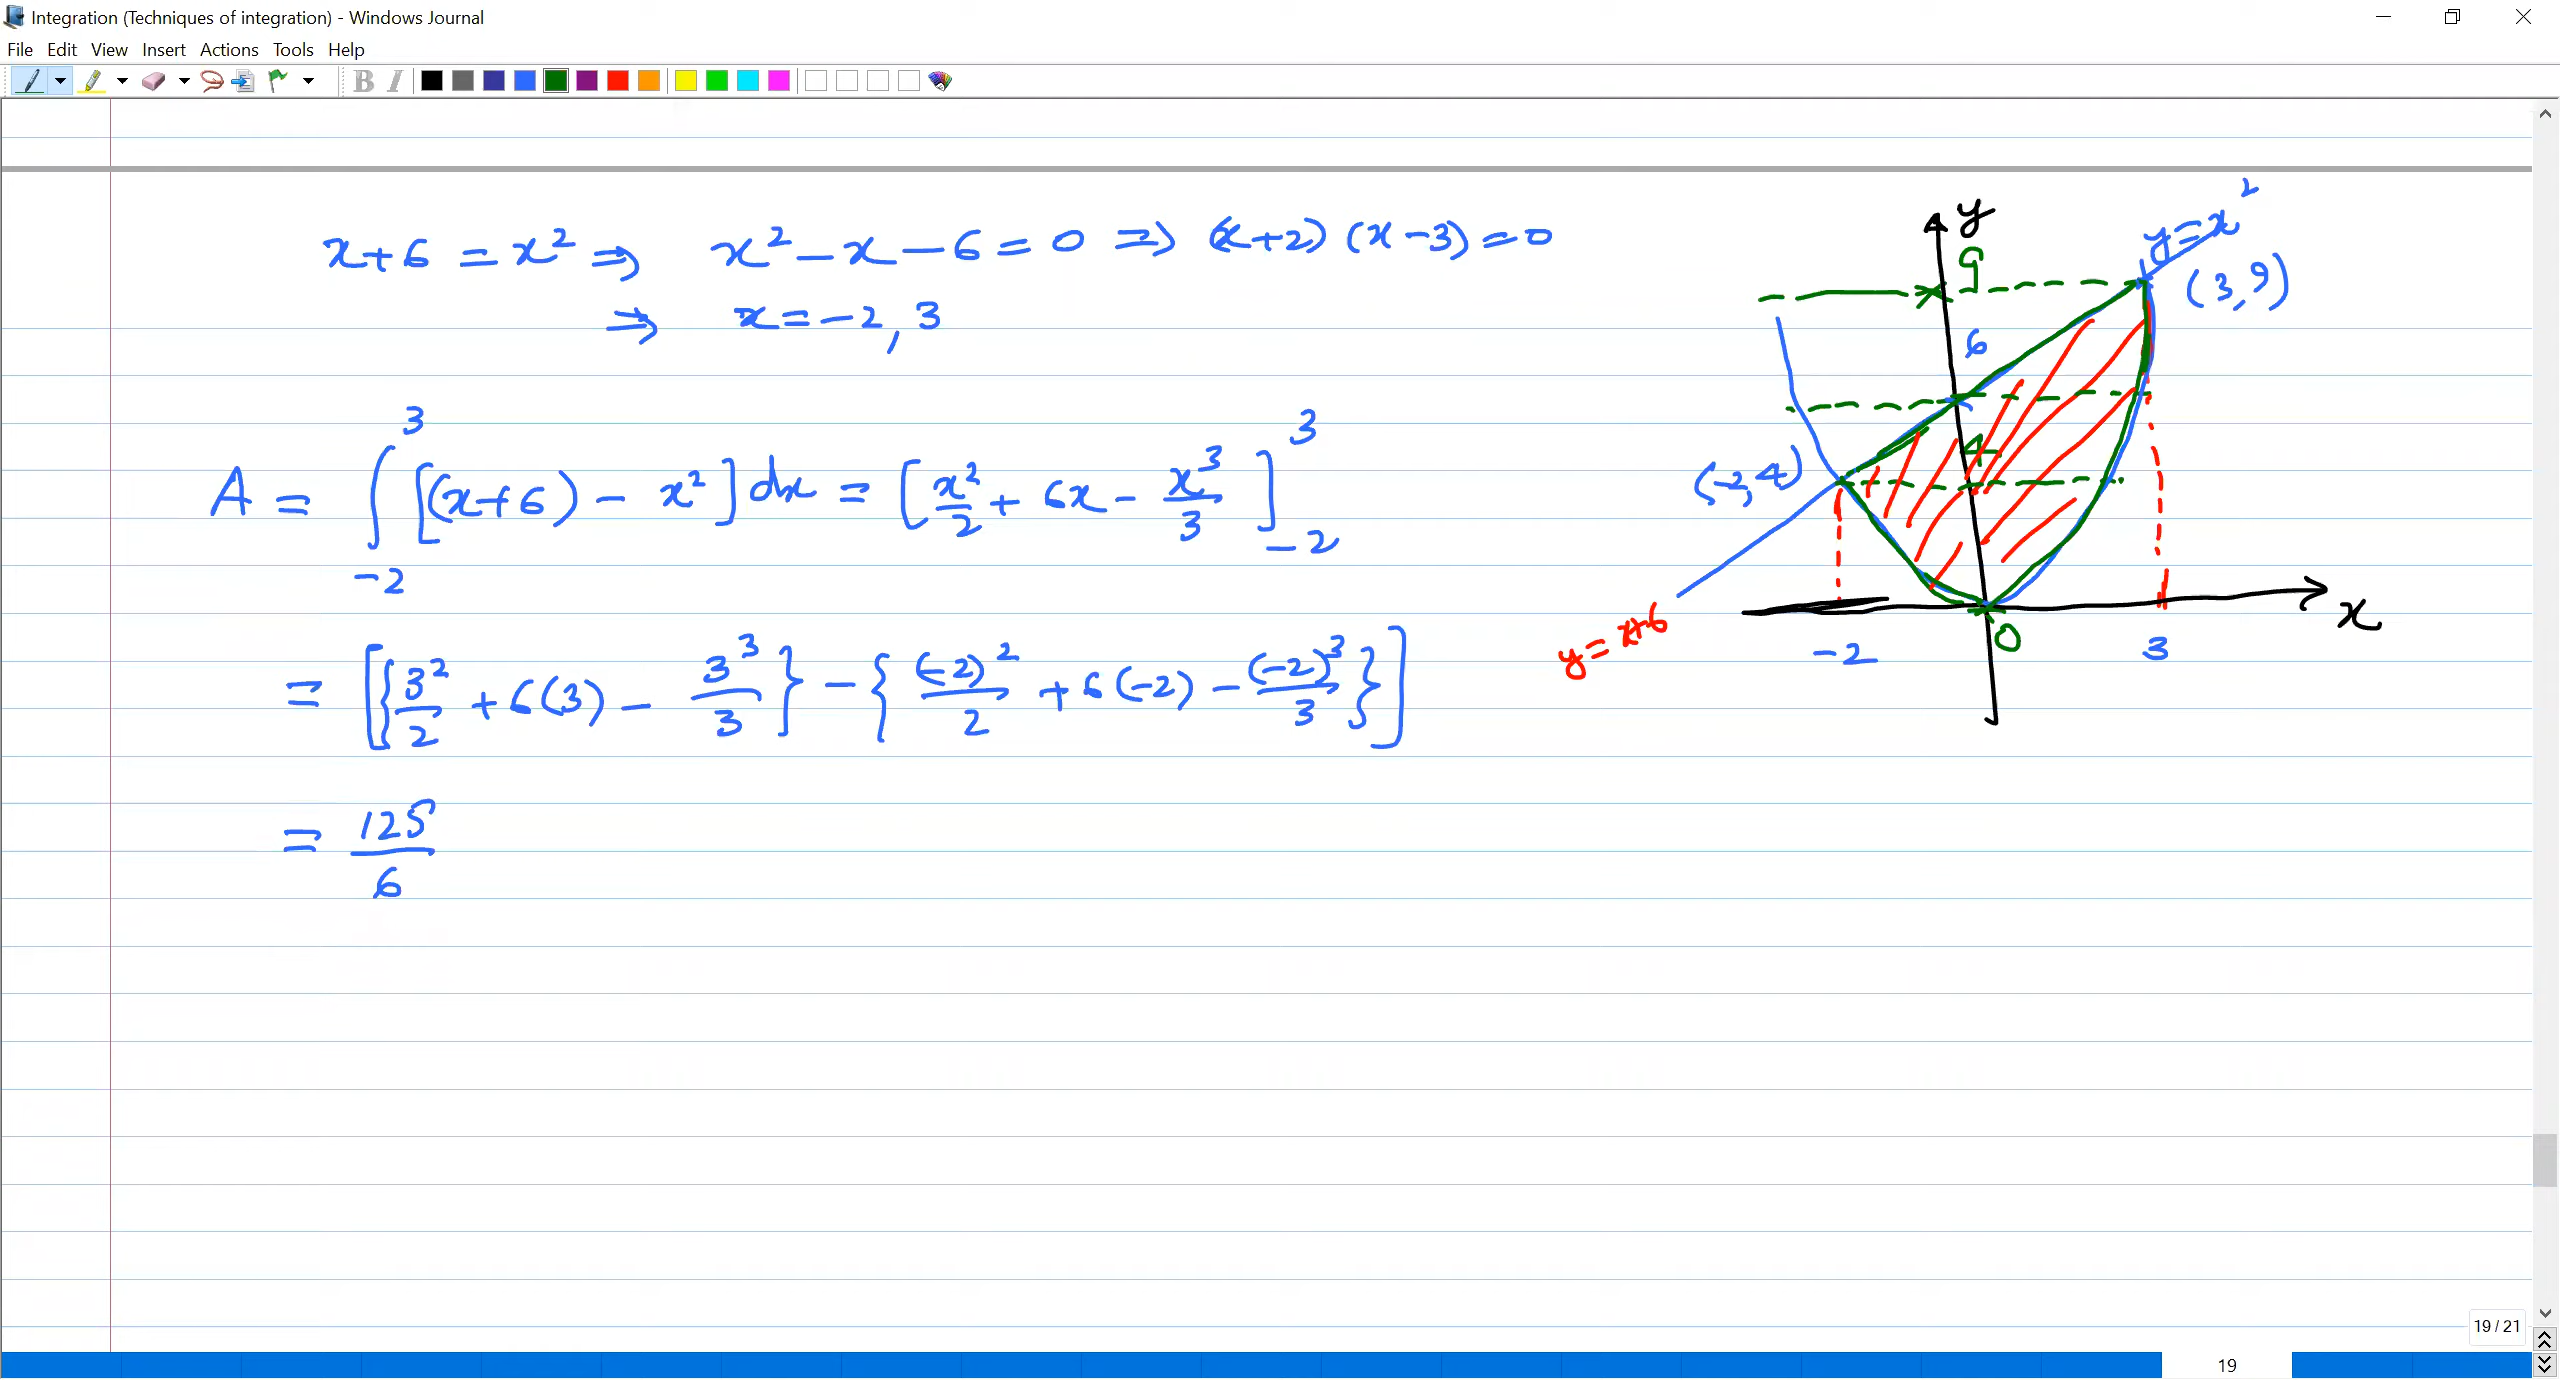 Integration (Techniques of integration) - Windows Journal
File Edit View Insert Actions Tools Help
B I
x+6 = x² ⇒ x² - x - 6 = 0 ⇒ (x+2) (x-3) = 0
⇒ x = -2, 3
A = ∫_{-2}^{3} [(x+6) - x²] dx = [x²/2 + 6x - x³/3]_{-2}^{3}
= [{3²/2 + 6(3) - 3³/3} - {(-2)²/2 + 6(-2) - (-2)³/3}]
= 125/6
y
y = x²
9
(3, 9)
6
4
(-2, 4)
y = x+6
0
x
-2
3
19 / 21
19